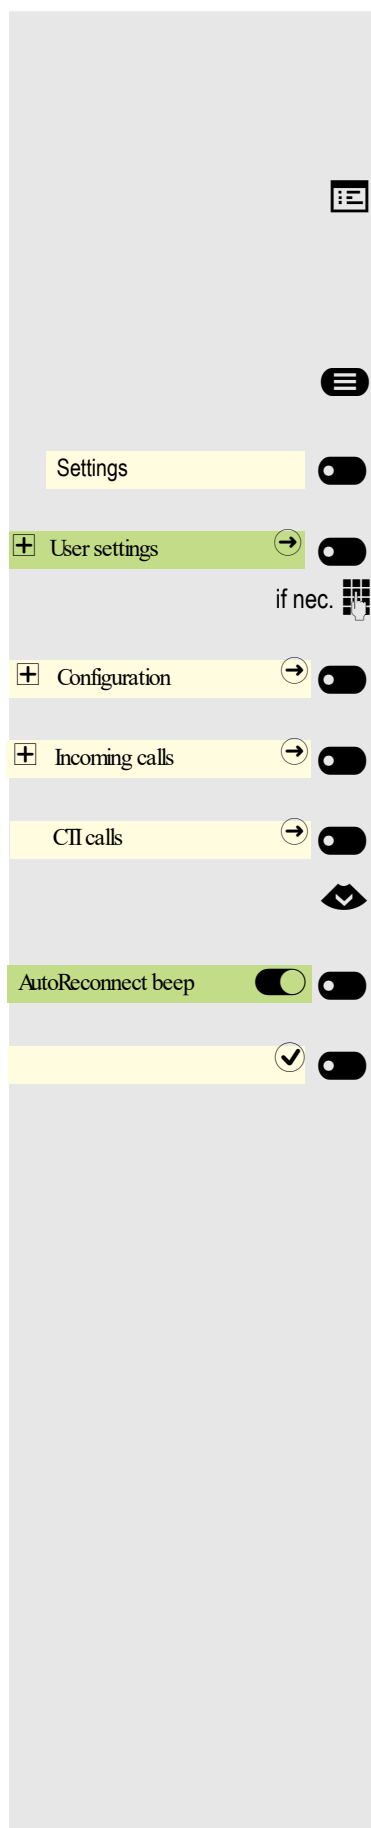 Settings
User settings
if nec.
Configuration
Incoming calls
CTI calls
AutoReconnect beep